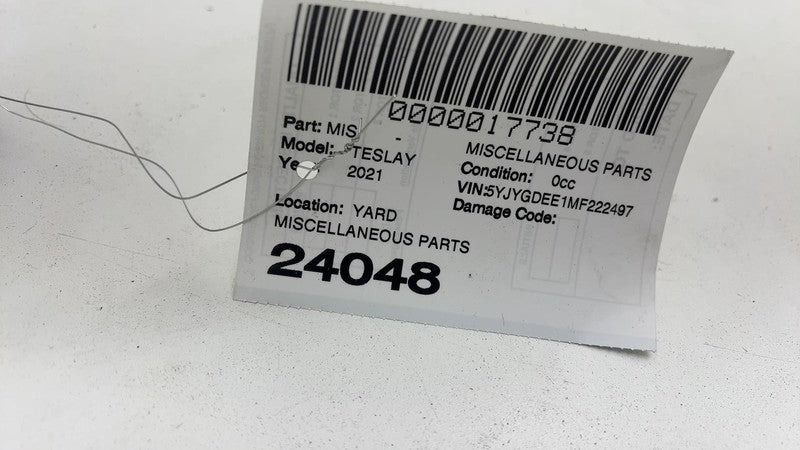 0000017738
Part: MIS -
MISCELLANEOUS PARTS
Model: TESLAY
Condition: 0cc
Ye 2021
VIN:5YJYGDEE1MF222497
Damage Code:
Location: YARD
MISCELLANEOUS PARTS
24048